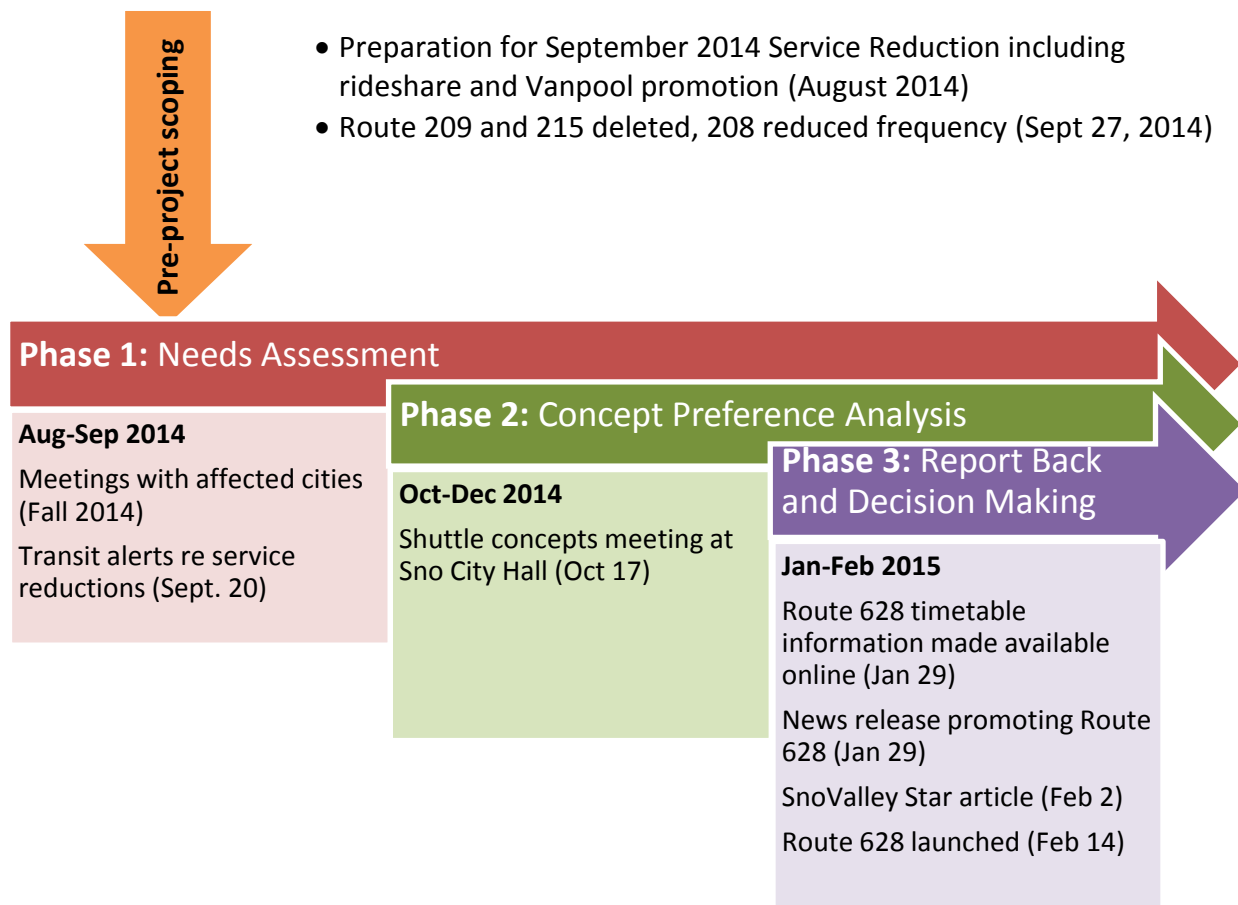 Pre-project scoping
• Preparation for September 2014 Service Reduction including
rideshare and Vanpool promotion (August 2014)
• Route 209 and 215 deleted, 208 reduced frequency (Sept 27, 2014)
Phase 1: Needs Assessment
Aug-Sep 2014
Meetings with affected cities
(Fall 2014)
Transit alerts re service
reductions (Sept. 20)
Phase 2: Concept Preference Analysis
Oct-Dec 2014
Shuttle concepts meeting at
Sno City Hall (Oct 17)
Phase 3: Report Back
and Decision Making
Jan-Feb 2015
Route 628 timetable
information made available
online (Jan 29)
News release promoting Route
628 (Jan 29)
SnoValley Star article (Feb 2)
Route 628 launched (Feb 14)